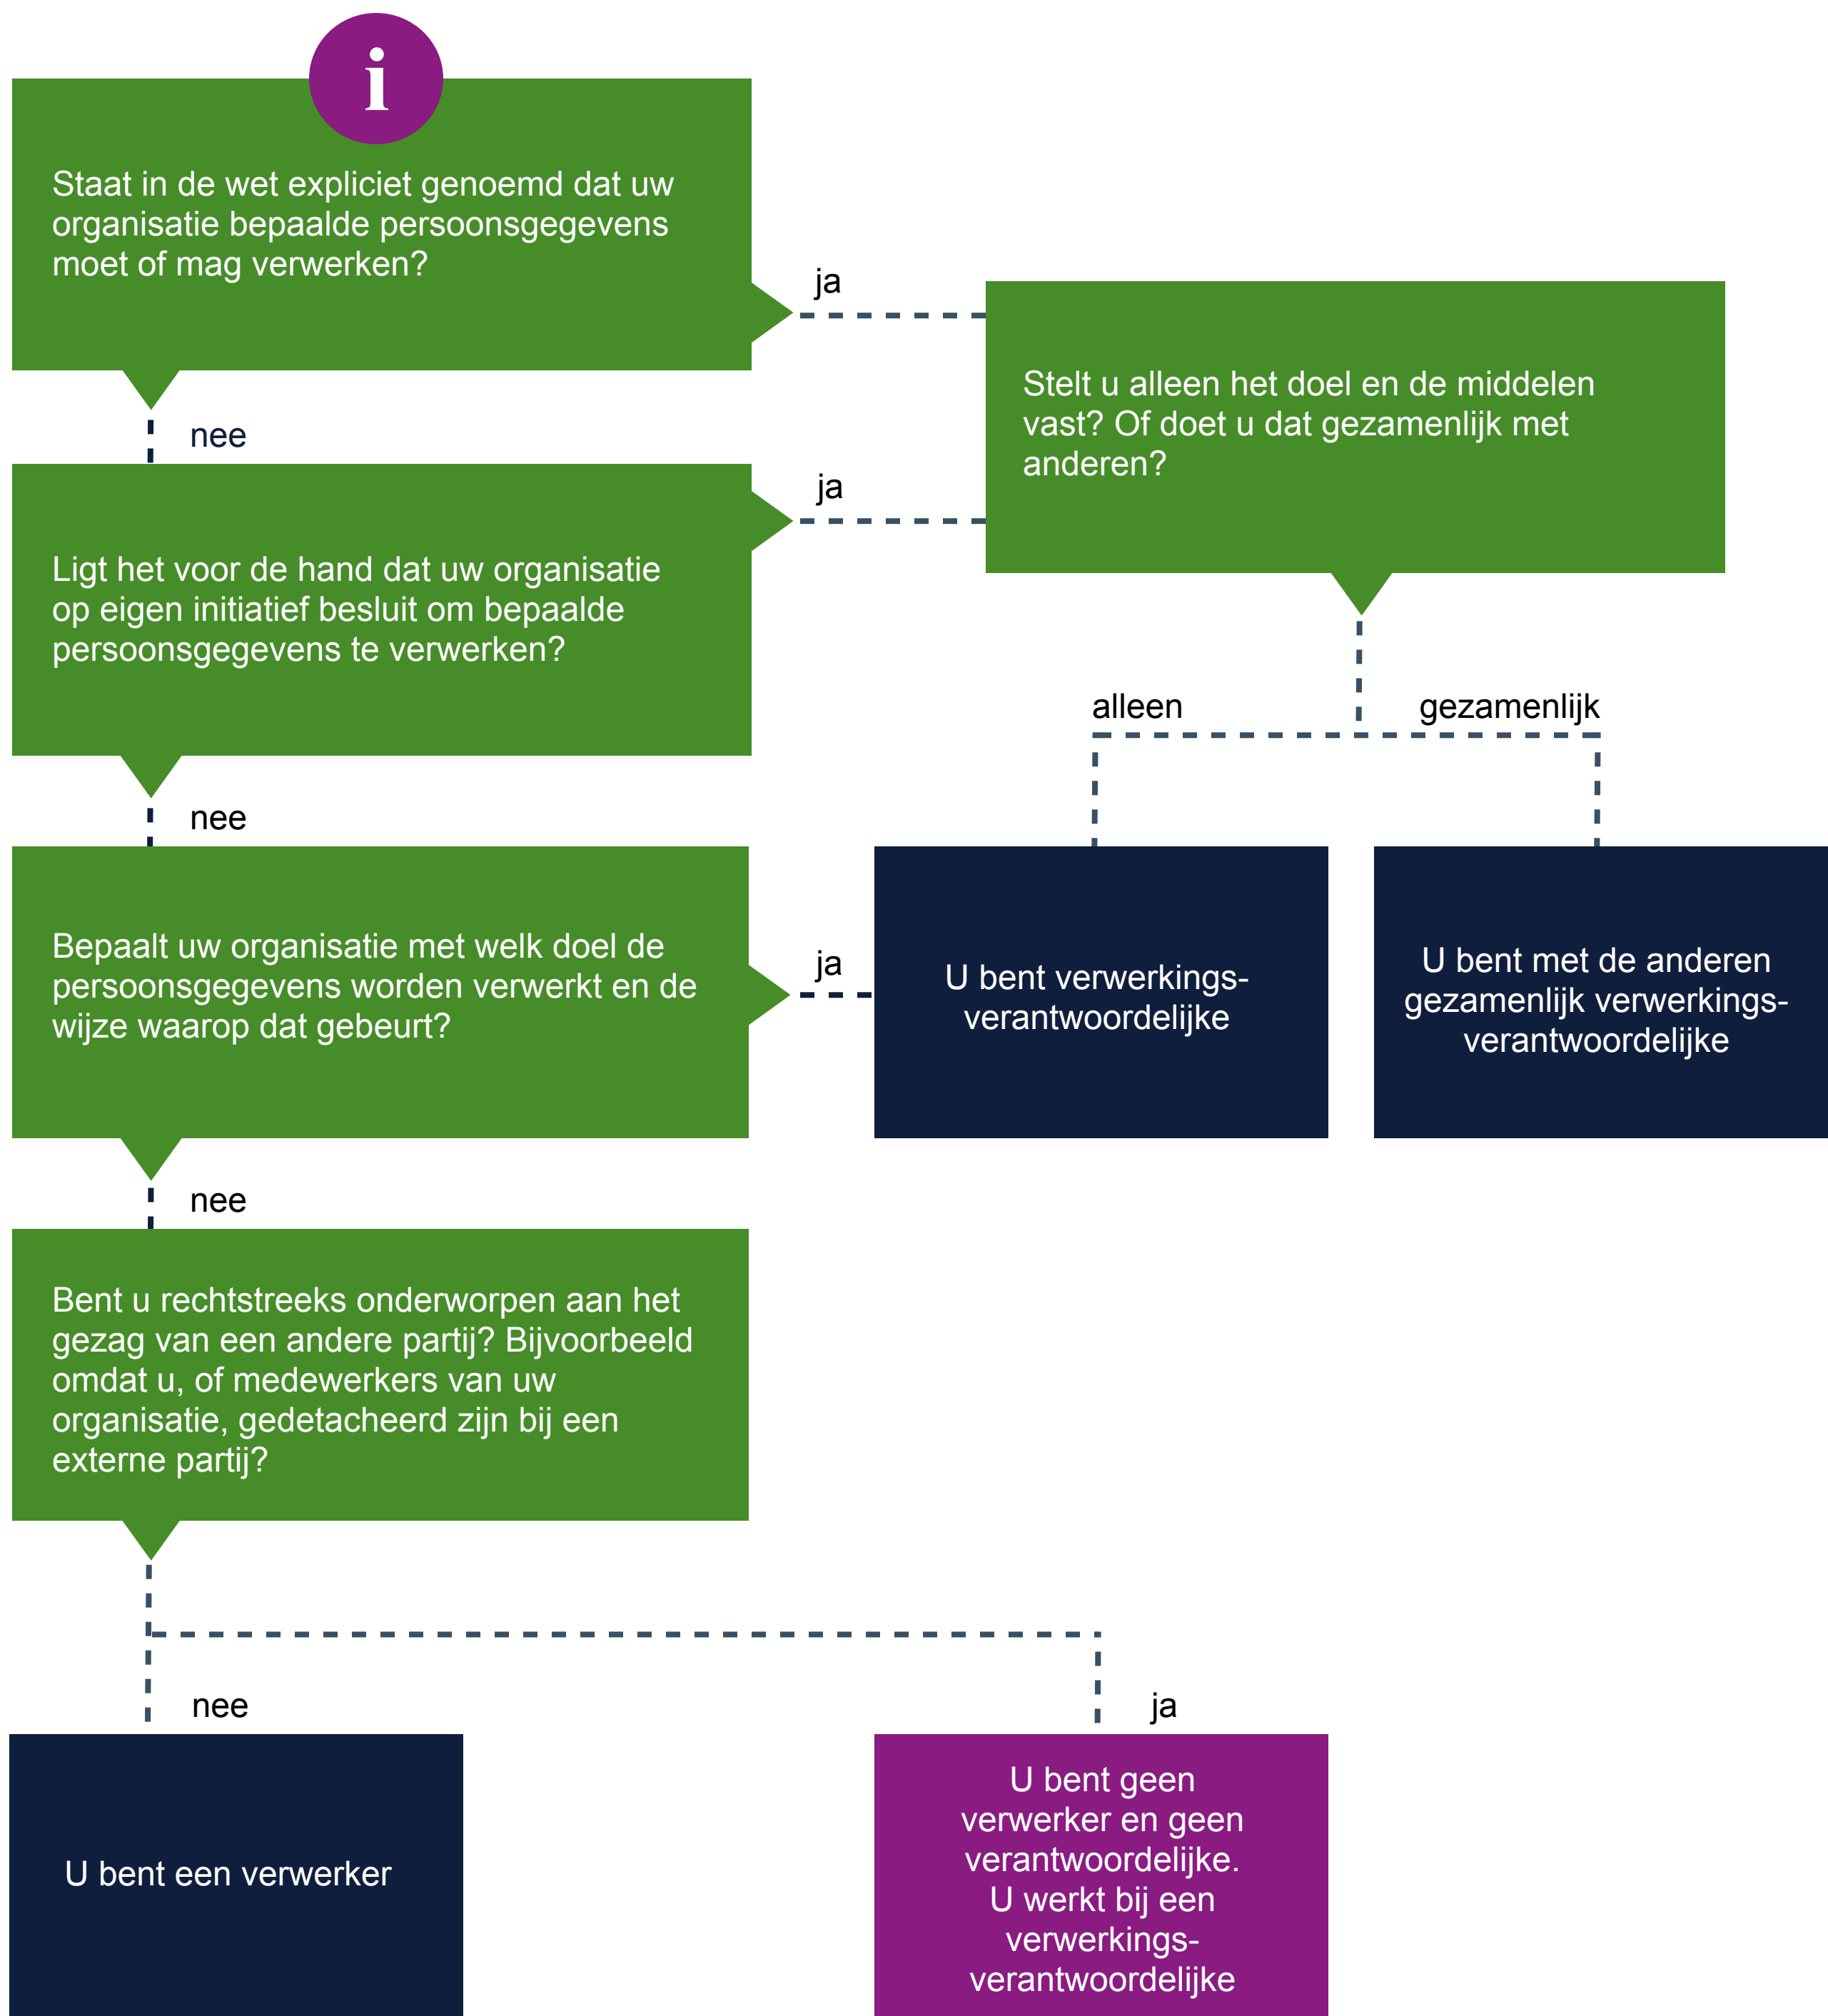 i
Staat in de wet expliciet genoemd dat uw
organisatie bepaalde persoonsgegevens
moet of mag verwerken?
ja
Stelt u alleen het doel en de middelen
vast? Of doet u dat gezamenlijk met
anderen?
nee
ja
Ligt het voor de hand dat uw organisatie
op eigen initiatief besluit om bepaalde
persoonsgegevens te verwerken?
alleen
gezamenlijk
nee
Bepaalt uw organisatie met welk doel de
persoonsgegevens worden verwerkt en de
wijze waarop dat gebeurt?
ja
U bent verwerkings-
verantwoordelijke
U bent met de anderen
gezamenlijk verwerkings-
verantwoordelijke
nee
Bent u rechtstreeks onderworpen aan het
gezag van een andere partij? Bijvoorbeeld
omdat u, of medewerkers van uw
organisatie, gedetacheerd zijn bij een
externe partij?
nee
ja
U bent een verwerker
U bent geen
verwerker en geen
verantwoordelijke.
U werkt bij een
verwerkings-
verantwoordelijke